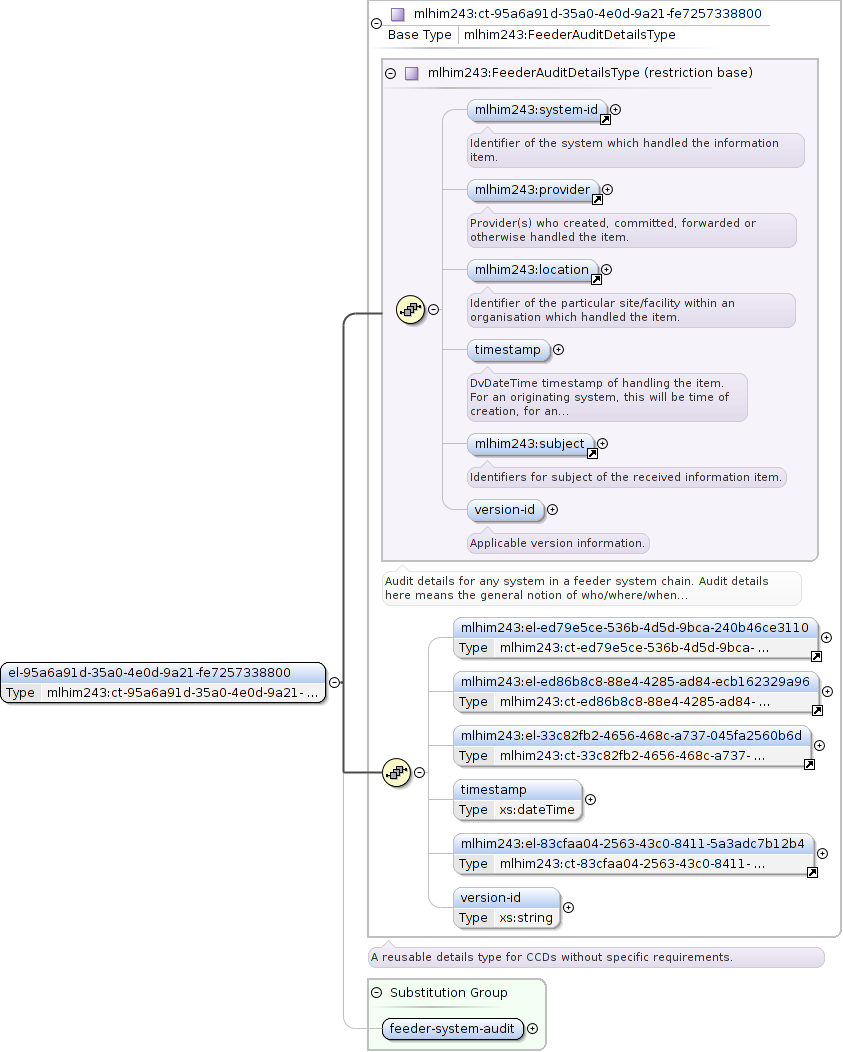 mlhim243:ct-95a6a91d-35a0-4e0d-9a21-fe7257338800
Base Type mlhim243:FeederAuditDetailsType
mlhim243:FeederAuditDetailsType (restriction base)
mlhim243:system-id
Identifier of the system which handled the information
item.
mlhim243:provider
Provider(s) who created, committed, forwarded or
otherwise handled the item.
mlhim243:location
Identifier of the particular site/facility within an
organisation which handled the item.
timestamp
DvDateTime timestamp of handling the item.
For an originating system, this will be time of
creation, for an...
mlhim243:subject
Identifiers for subject of the received information item.
version-id
Applicable version information.
Audit details for any system in a feeder system chain. Audit details
here means the general notion of who/where/when...
mlhim243:el-ed79e5ce-536b-4d5d-9bca-240b46ce3110
Type mlhim243:ct-ed79e5ce-536b-4d5d-9bca- ...
el-95a6a91d-35a0-4e0d-9a21-fe7257338800
Type mlhim243:ct-95a6a91d-35a0-4e0d-9a21- ...
mlhim243:el-ed86b8c8-88e4-4285-ad84-ecb162329a96
Type mlhim243:ct-ed86b8c8-88e4-4285-ad84- ...
mlhim243:el-33c82fb2-4656-468c-a737-045fa2560b6d
Type mlhim243:ct-33c82fb2-4656-468c-a737- ...
timestamp
Type xs:dateTime
mlhim243:el-83cfaa04-2563-43c0-8411-5a3adc7b12b4
Type mlhim243:ct-83cfaa04-2563-43c0-8411- ...
version-id
Type xs:string
A reusable details type for CCDs without specific requirements.
Substitution Group
feeder-system-audit